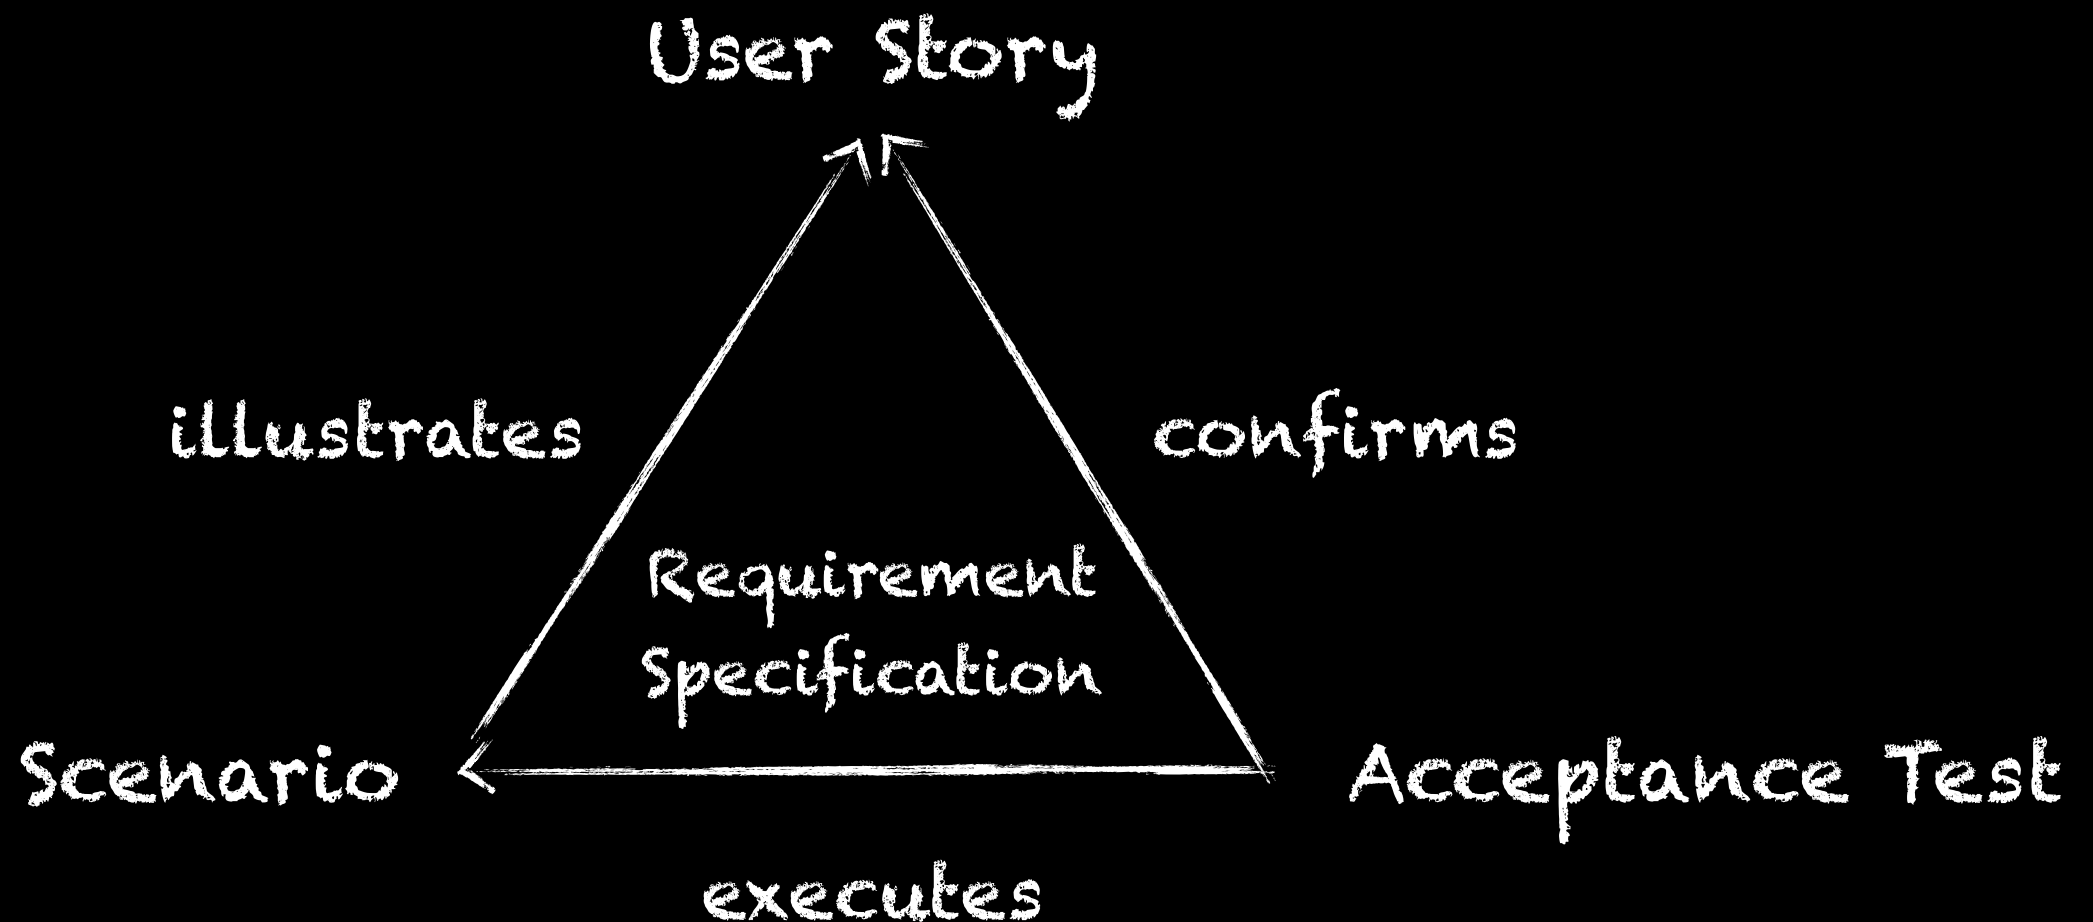 User Story
illustrates
confirms
Requirement
Specification
Scenario
Acceptance Test
executes